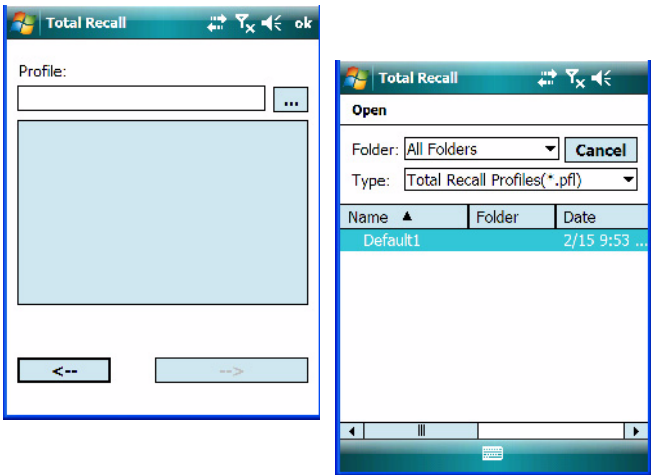 Total Recall ok
Profile:
...
<--
-->
Total Recall
Open
Folder: All Folders Cancel
Type: Total Recall Profiles(*.pfl)
Name ▲ Folder Date
Default1 2/15 9:53 ...